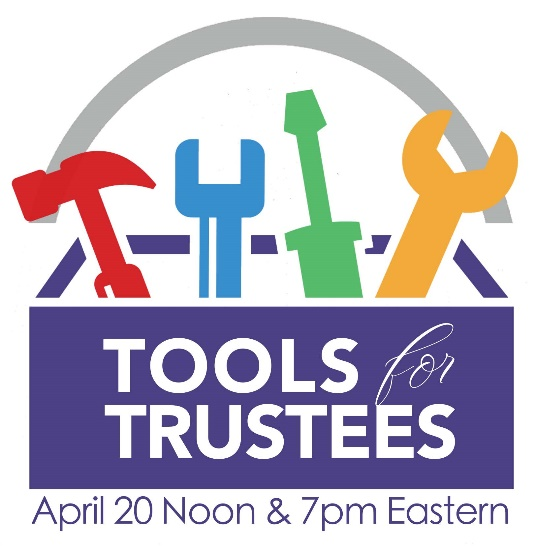 TOOLS for
TRUSTEES
April 20 Noon & 7pm Eastern